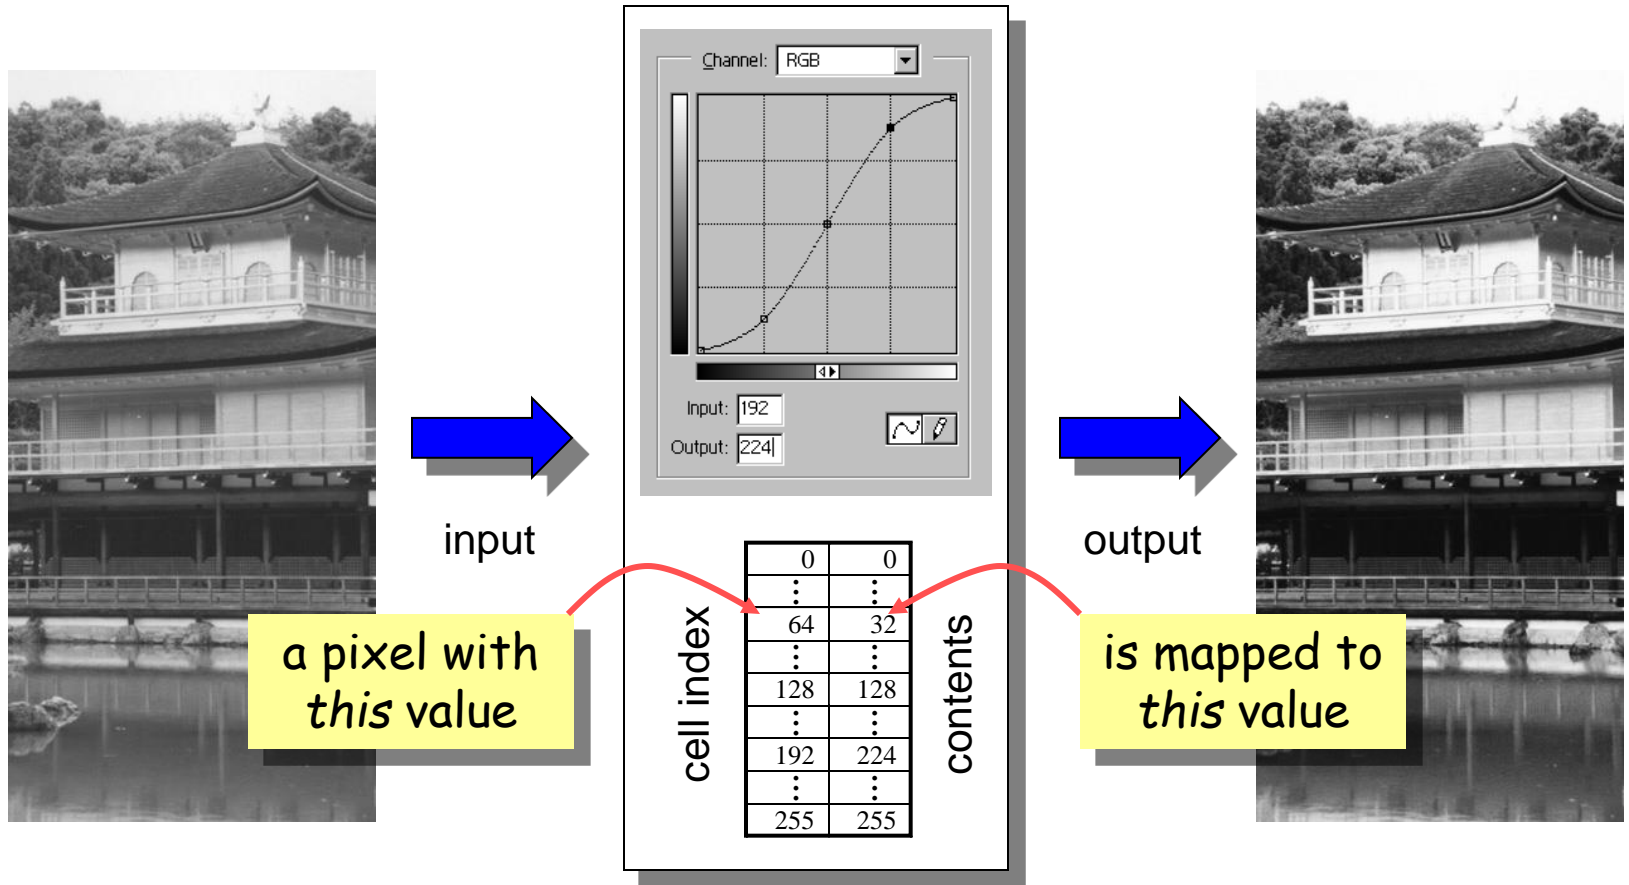 Channel: RGB
Input: 192
Output: 224
input
output
0 0
⋮ ⋮
64 32
⋮ ⋮
128 128
⋮ ⋮
192 224
⋮ ⋮
255 255
cell index
contents
a pixel with
this value
is mapped to
this value